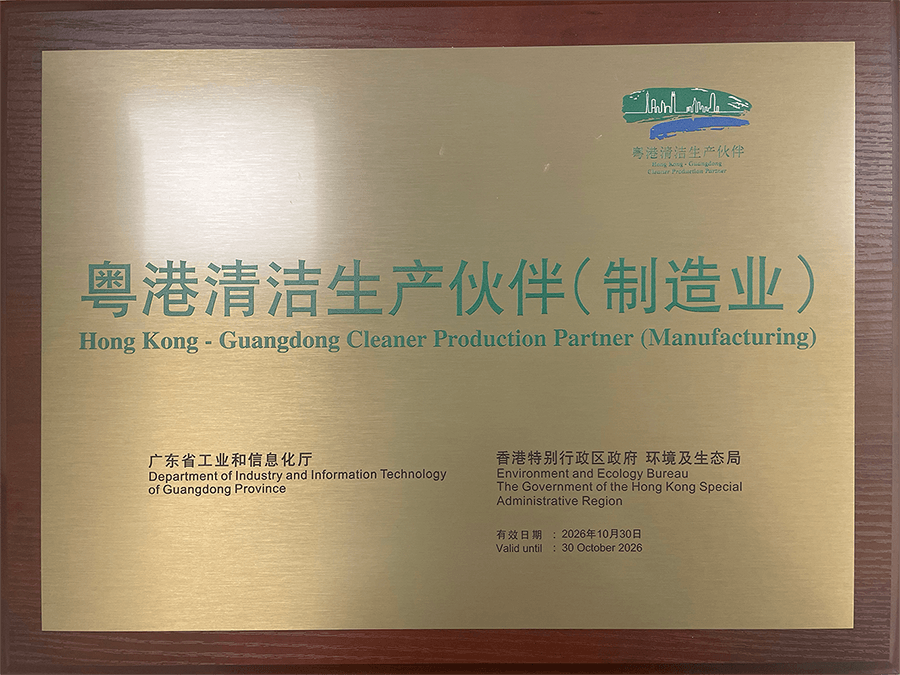 粤港清洁生产伙伴
Hong Kong - Guangdong
Cleaner Production Partner
粤港清洁生产伙伴（制造业）
Hong Kong - Guangdong Cleaner Production Partner (Manufacturing)
广东省工业和信息化厅
Department of Industry and Information Technology
of Guangdong Province
香港特别行政区政府 环境及生态局
Environment and Ecology Bureau
The Government of the Hong Kong Special
Administrative Region
有效日期 : 2026年10月30日
Valid until : 30 October 2026